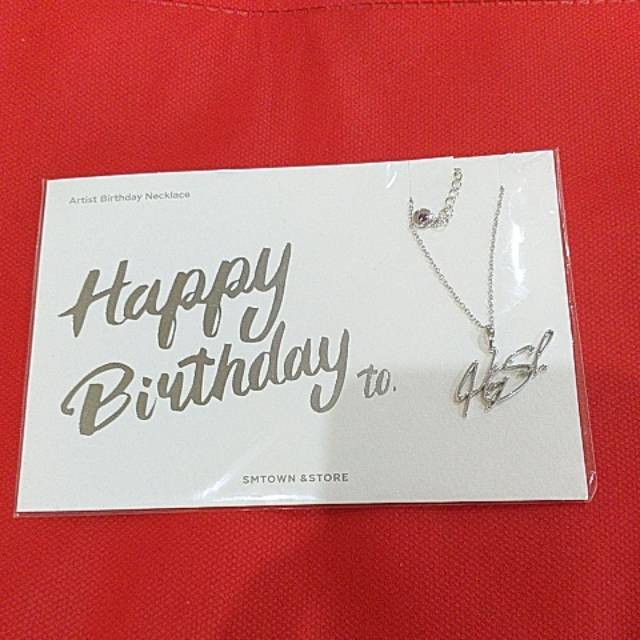 Artist Birthday Necklace
Happy
Birthday to.
SMTOWN &STORE